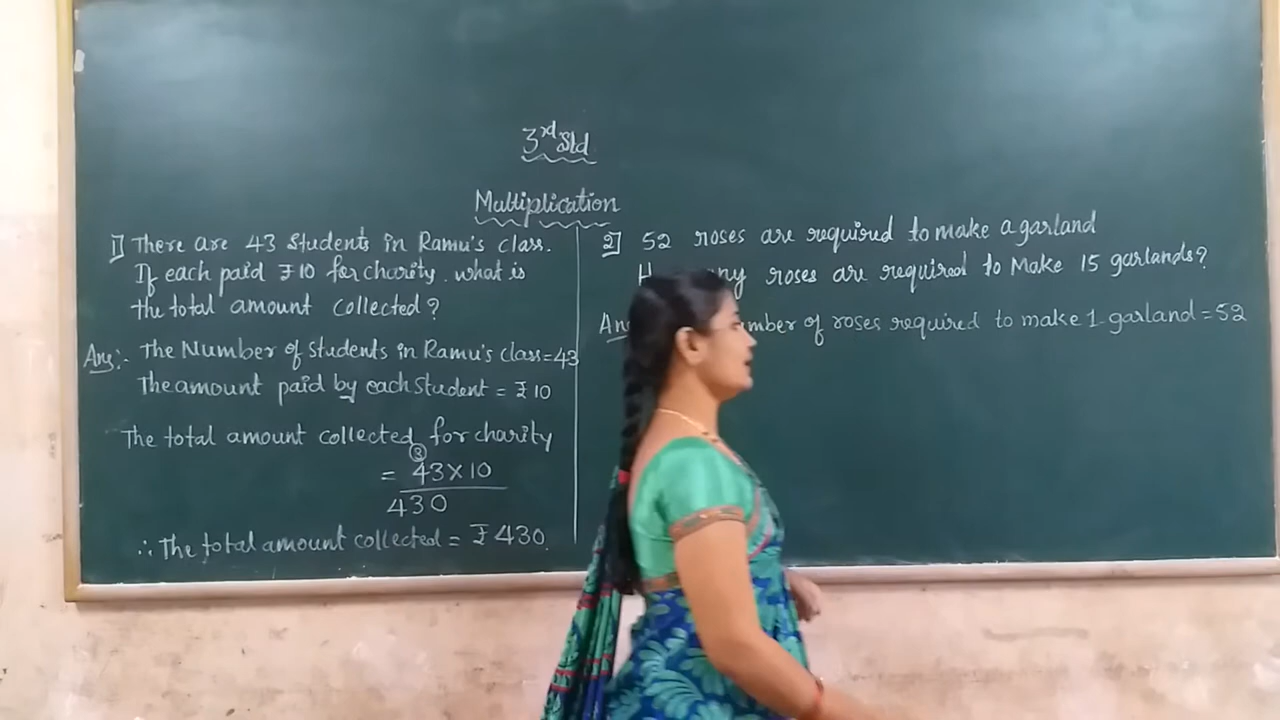 3rd Std
Multiplication
1] There are 43 students in Ramu's class.
If each paid ₹10 for charity. what is
the total amount collected?
Ans:- The Number of students in Ramu's class=43
The amount paid by each student = ₹10
The total amount collected for charity
3
= 43×10
430
∴ The total amount collected = ₹430.
2] 52 roses are required to make a garland
roses are required to Make 15 garlands?
of roses required to make 1 garland=52